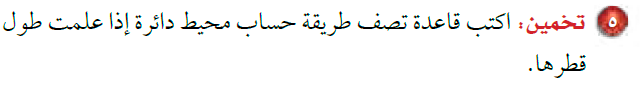 ٥ تخمين: اكتب قاعدة تصف طريقة حساب محيط دائرة إذا علمت طول
قطرها.